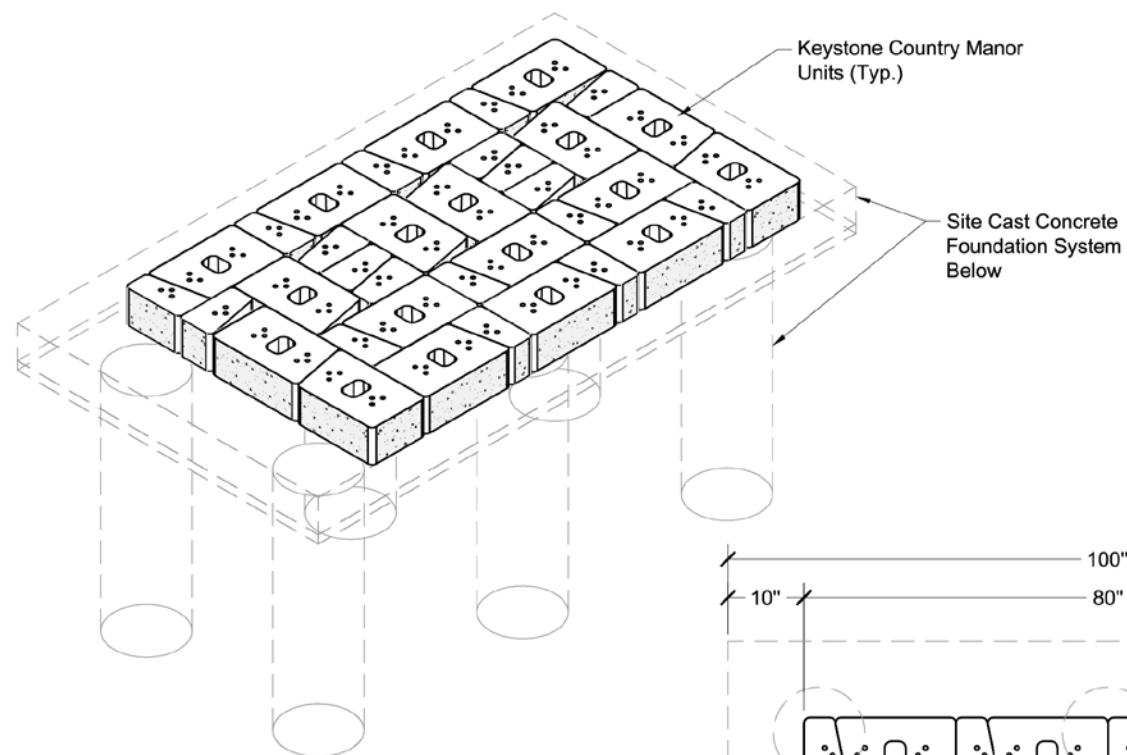 Keystone Country Manor
Units (Typ.)
Site Cast Concrete
Foundation System
Below
100"
10"
80"